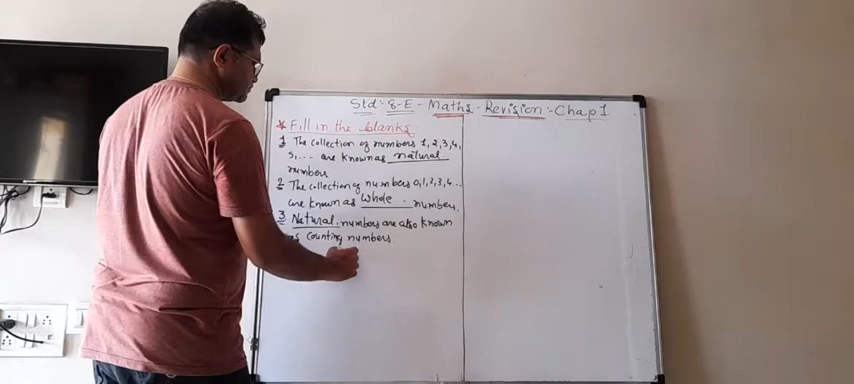 Std:- 8-E - Maths - Revision:- Chap 1
* Fill in the blanks
1 The collection of numbers 1, 2, 3, 4,
5, ... are known as natural
numbers
2 The collection of numbers 0, 1, 2, 3, 4...
are known as Whole numbers.
3 Natural numbers are also known
as Counting numbers.